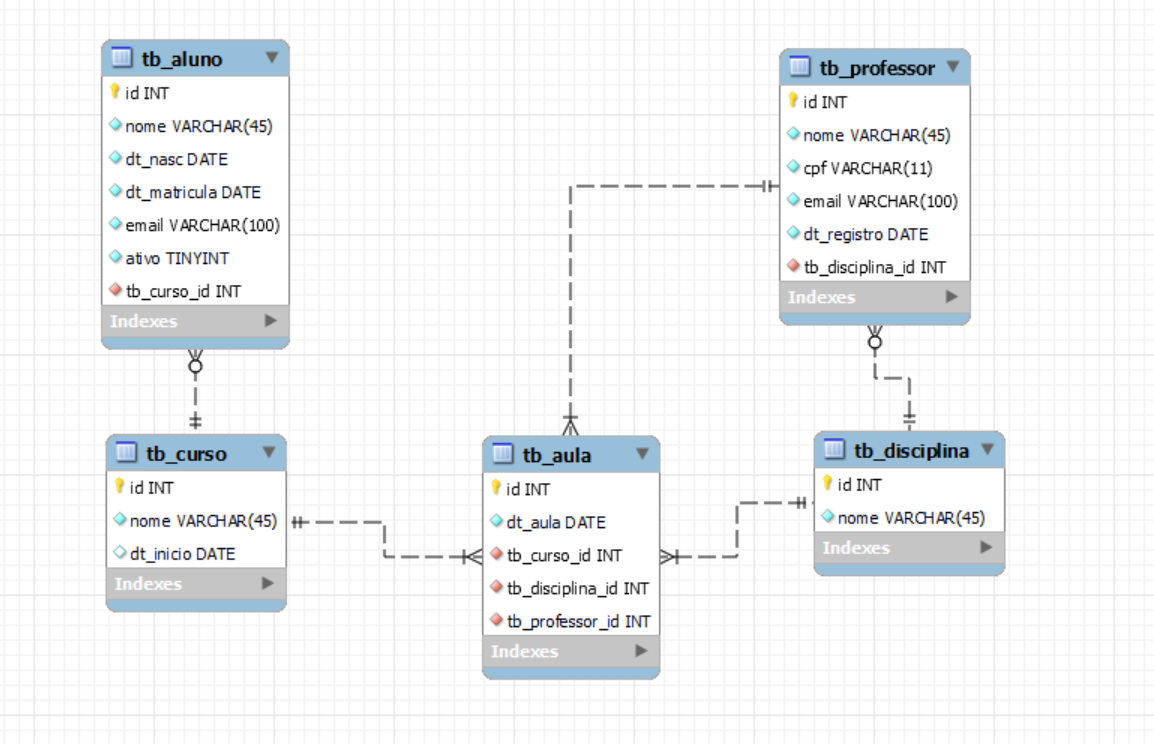 tb_aluno
id INT
nome VARCHAR(45)
dt_nasc DATE
dt_matricula DATE
email VARCHAR(100)
ativo TINYINT
tb_curso_id INT
Indexes
tb_professor
id INT
nome VARCHAR(45)
cpf VARCHAR(11)
email VARCHAR(100)
dt_registro DATE
tb_disciplina_id INT
Indexes
tb_curso
id INT
nome VARCHAR(45)
dt_inicio DATE
Indexes
tb_aula
id INT
dt_aula DATE
tb_curso_id INT
tb_disciplina_id INT
tb_professor_id INT
Indexes
tb_disciplina
id INT
nome VARCHAR(45)
Indexes